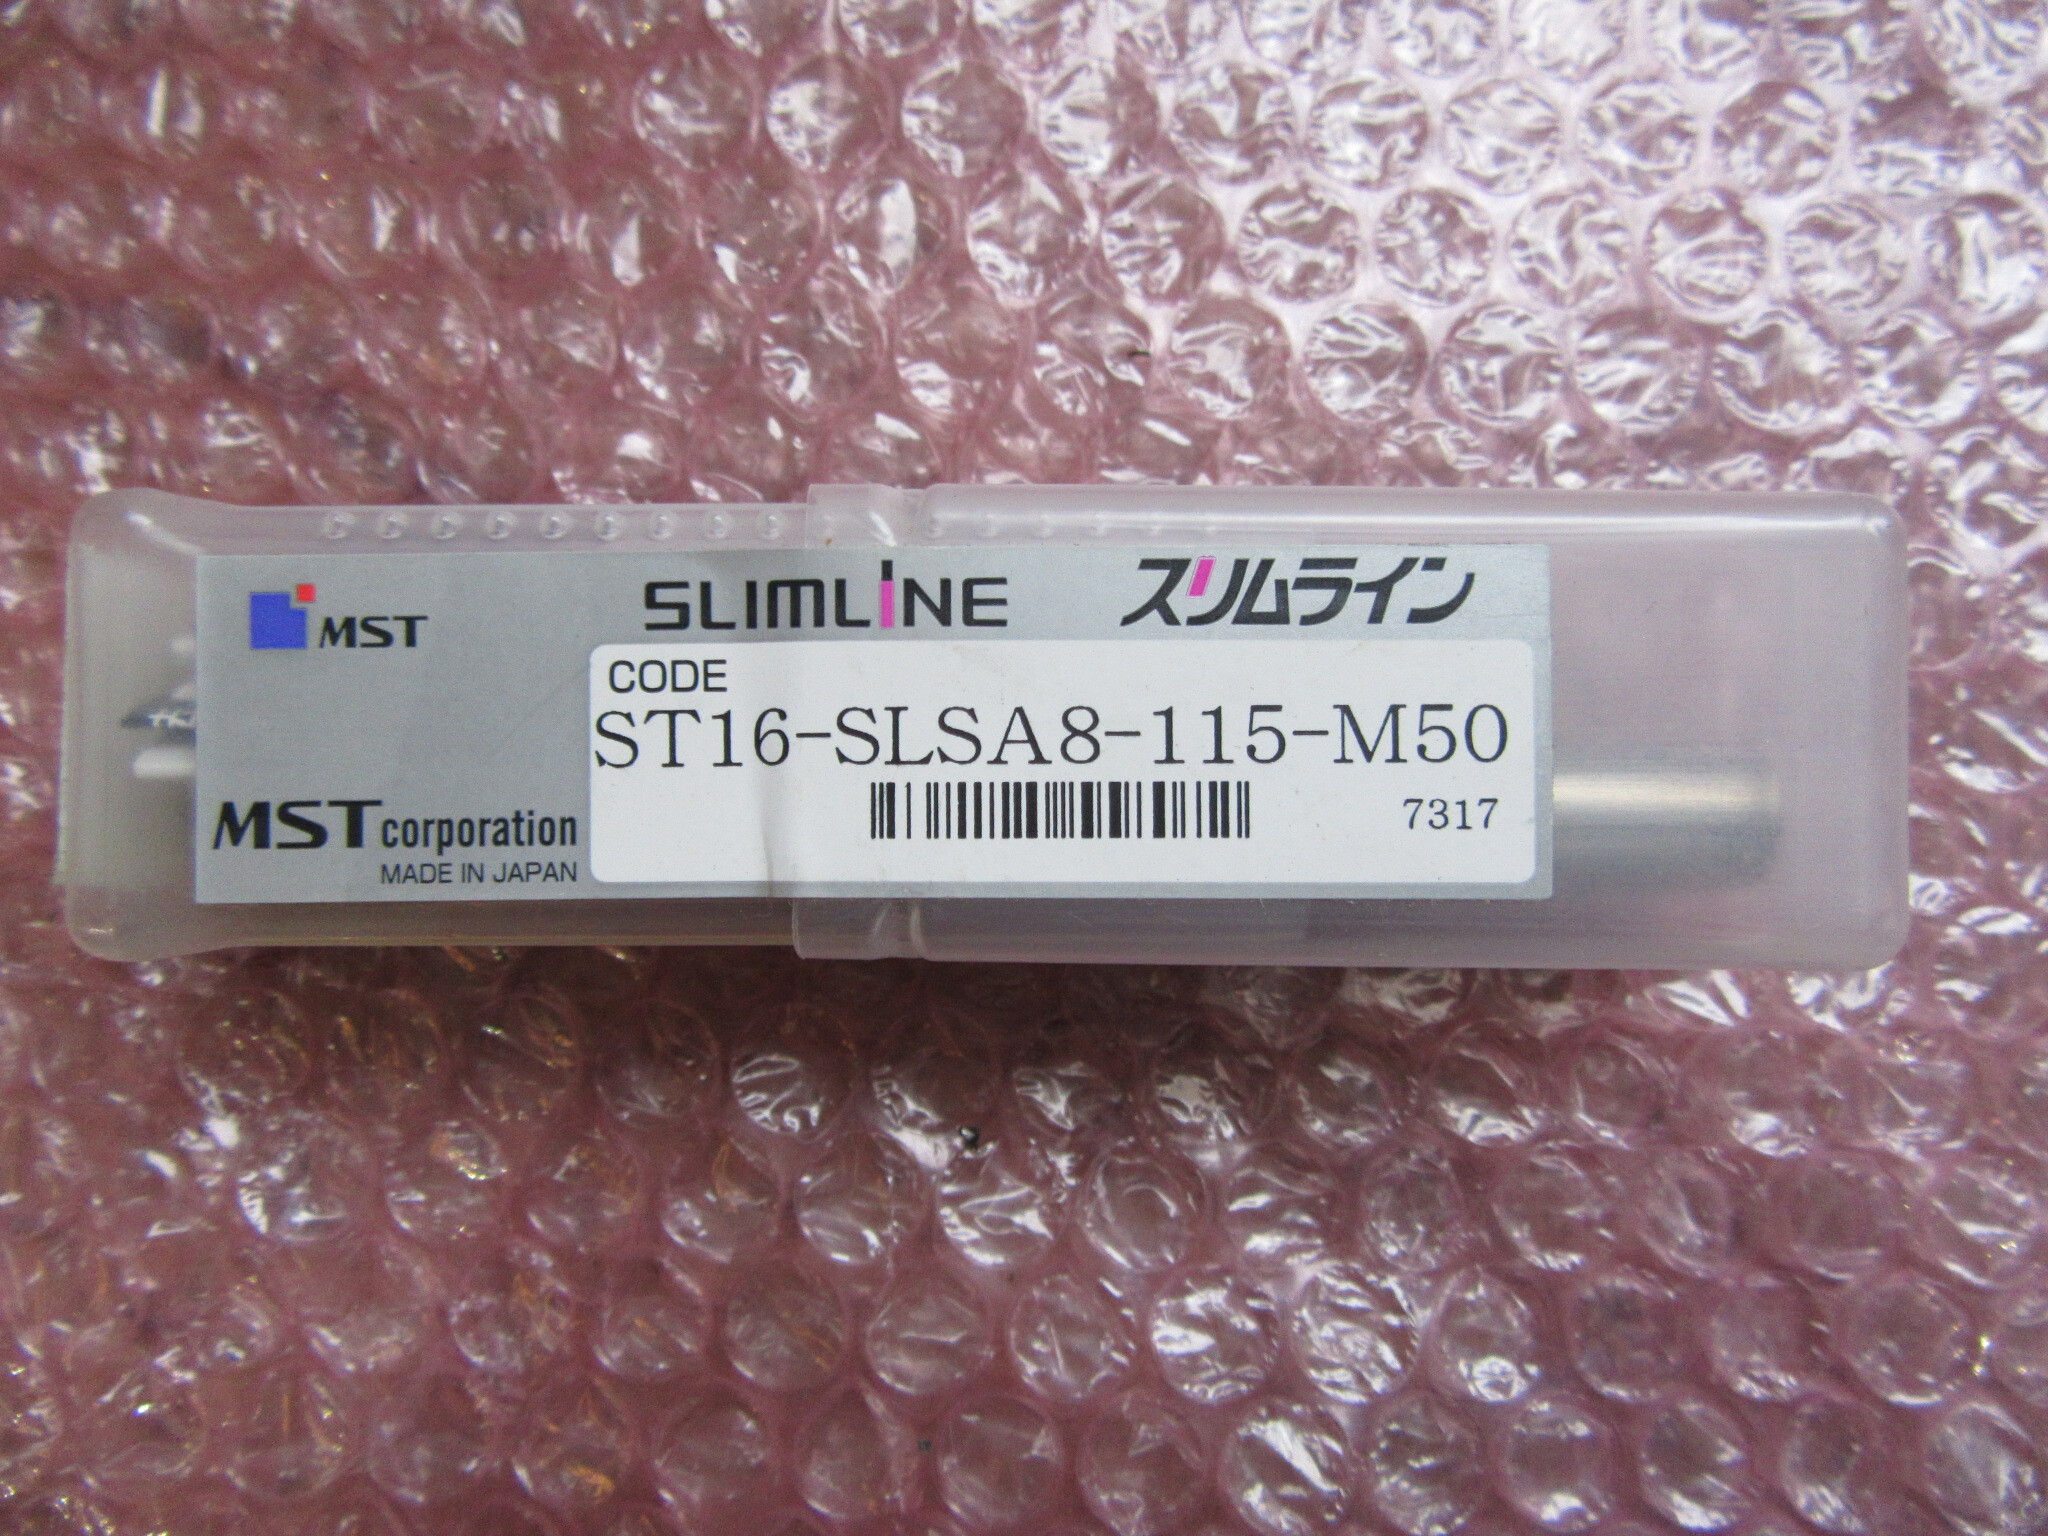 MST
SLIMLINE スリムライン
CODE
ST16-SLSA8-115-M50
7317
MST corporation
MADE IN JAPAN